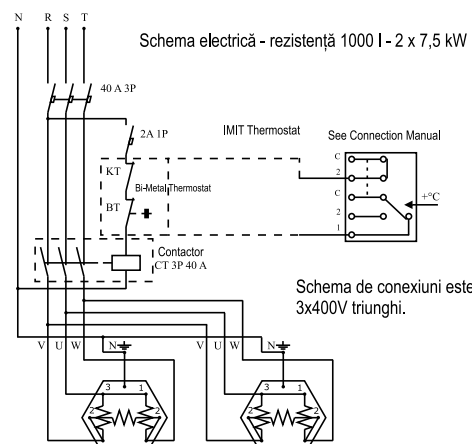 N R S T
Schema electrică - rezistență 1000 l - 2 x 7,5 kW
40 A 3P
2A 1P
IMIT Thermostat
See Connection Manual
KT
Bi-Metal Thermostat
BT
C
2
C
2
1
+°C
Contactor
CT 3P 40 A
Schema de conexiuni este
3x400V triunghi.
V U W N V U W N
3 1 3 1
2 2 2 2